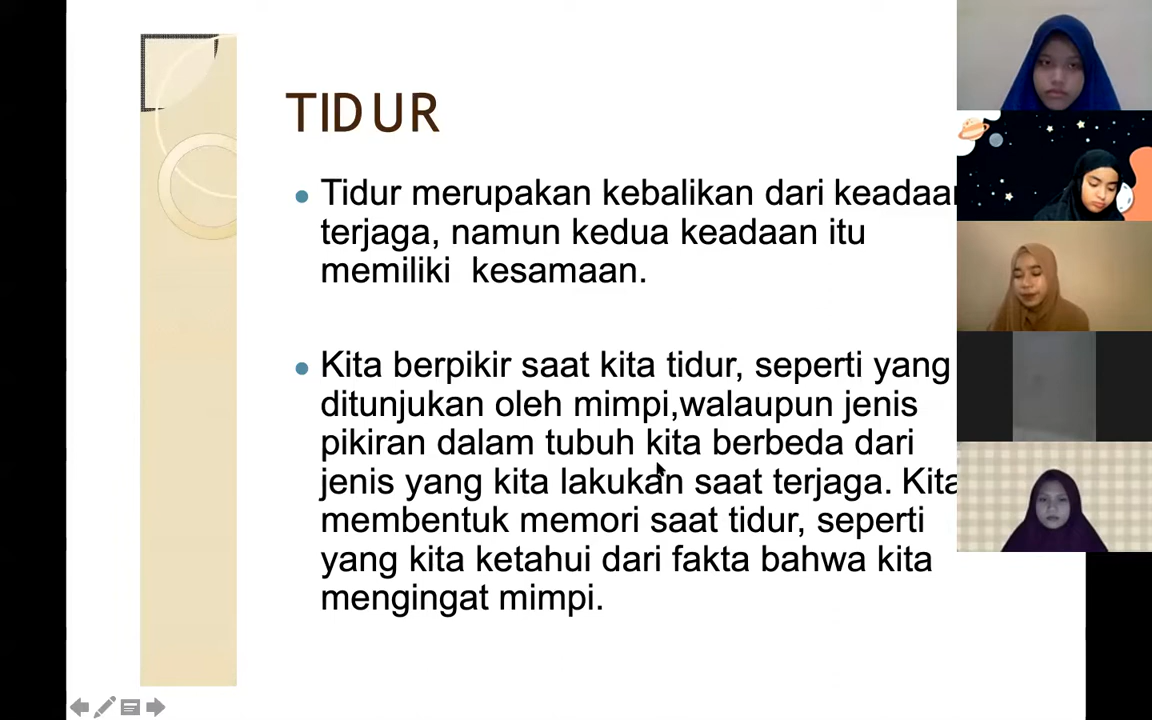 TIDUR
Tidur merupakan kebalikan dari keadaan
terjaga, namun kedua keadaan itu
memiliki kesamaan.
Kita berpikir saat kita tidur, seperti yang
ditunjukan oleh mimpi,walaupun jenis
pikiran dalam tubuh kita berbeda dari
jenis yang kita lakukan saat terjaga. Kita
membentuk memori saat tidur, seperti
yang kita ketahui dari fakta bahwa kita
mengingat mimpi.